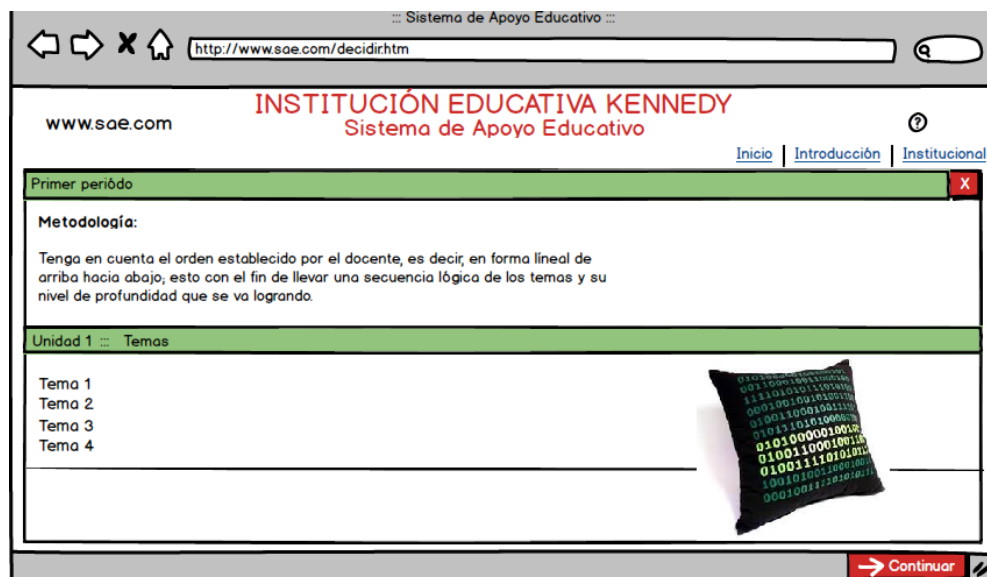 ::: Sistema de Apoyo Educativo :::
http://www.sae.com/decidir.htm
INSTITUCIÓN EDUCATIVA KENNEDY
www.sae.com
Sistema de Apoyo Educativo
?
Inicio | Introducción | Institucional
Primer periódo
X
Metodología:
Tenga en cuenta el orden establecido por el docente, es decir, en forma líneal de
arriba hacia abajo; esto con el fin de llevar una secuencia lógica de los temas y su
nivel de profundidad que se va logrando.
Unidad 1 ::: Temas
Tema 1
Tema 2
Tema 3
Tema 4
Continuar